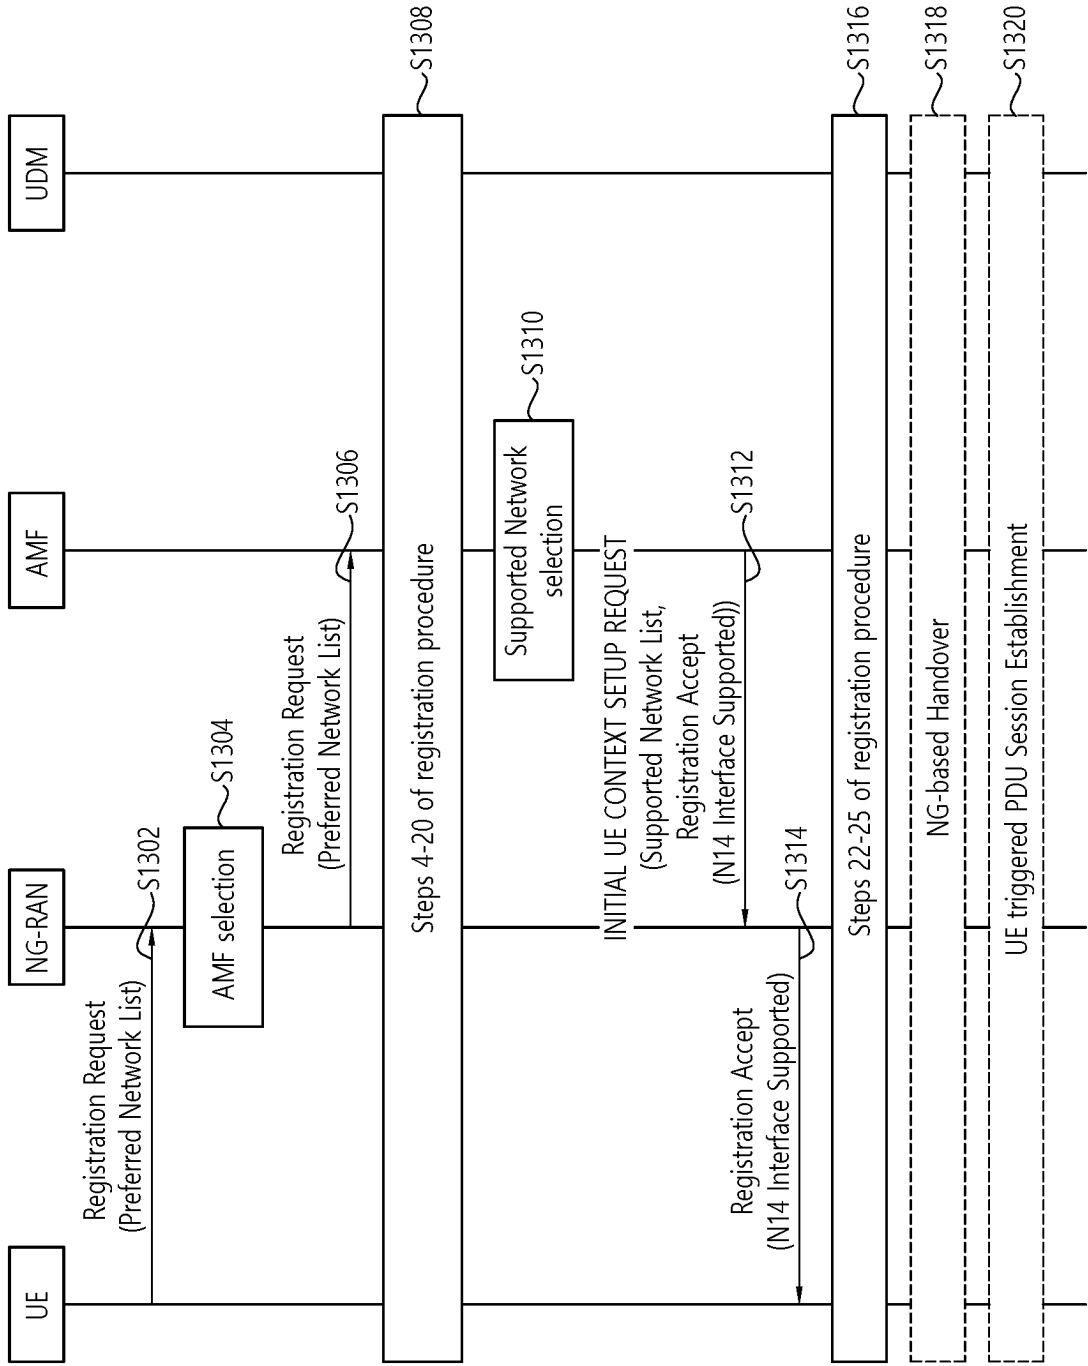 UE
NG-RAN
AMF
UDM
Registration Request
(Preferred Network List)
S1302
AMF selection
S1304
Registration Request
(Preferred Network List)
S1306
Steps 4-20 of registration procedure
S1308
Supported Network
selection
S1310
INITIAL UE CONTEXT SETUP REQUEST
(Supported Network List,
Registration Accept
(N14 Interface Supported))
S1312
Registration Accept
(N14 Interface Supported)
S1314
Steps 22-25 of registration procedure
S1316
NG-based Handover
S1318
UE triggered PDU Session Establishment
S1320